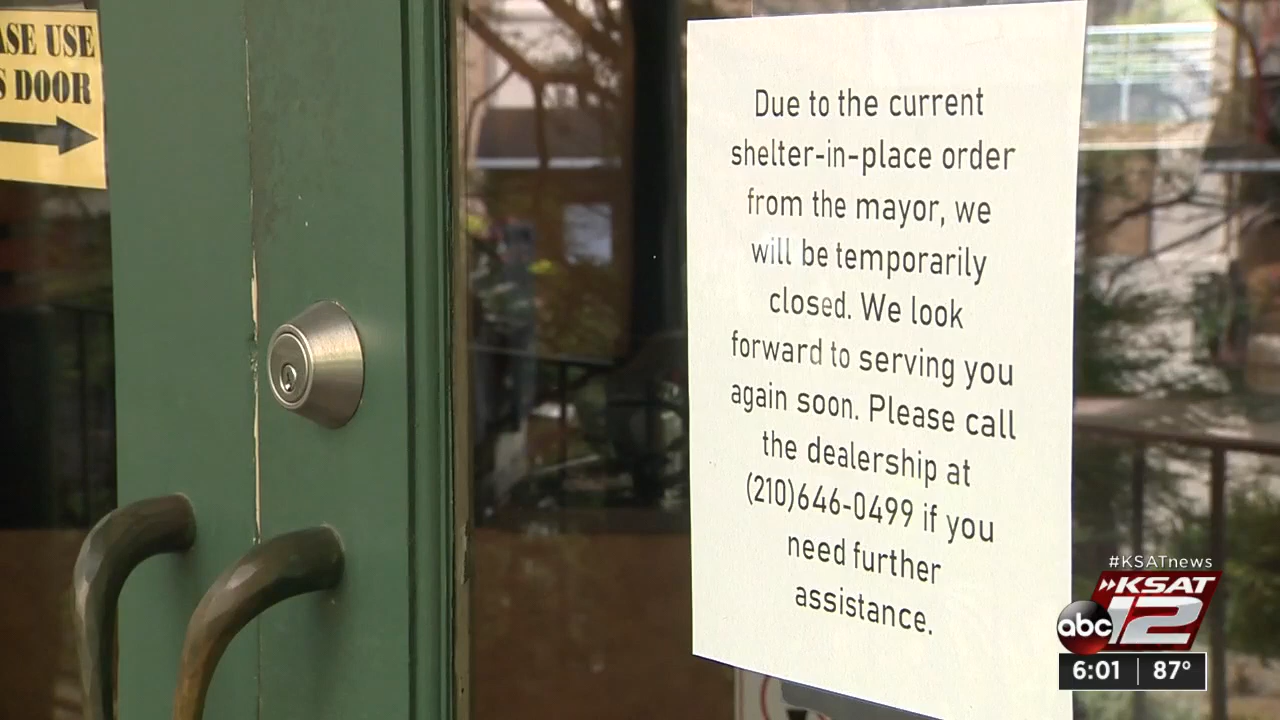 ASE USE
S DOOR
Due to the current
shelter-in-place order
from the mayor, we
will be temporarily
closed. We look
forward to serving you
again soon. Please call
the dealership at
(210)646-0499 if you
need further
assistance.
#KSATnews
KSAT
abc 12
6:01 87°